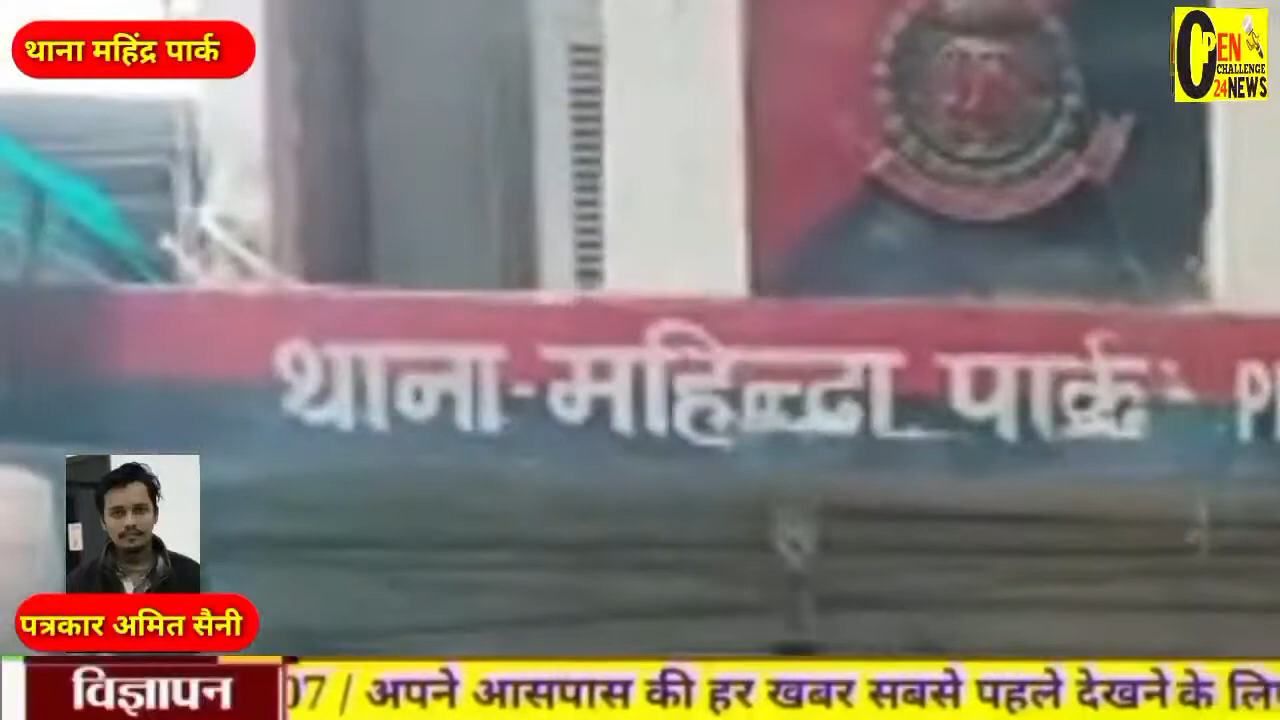 थाना महिंद्र पार्क
OPEN
CHALLENGE
24NEWS
थाना-महिन्द्रा पार्क
पत्रकार अमित सैनी
विज्ञापन
07 / अपने आसपास की हर खबर सबसे पहले देखने के लि